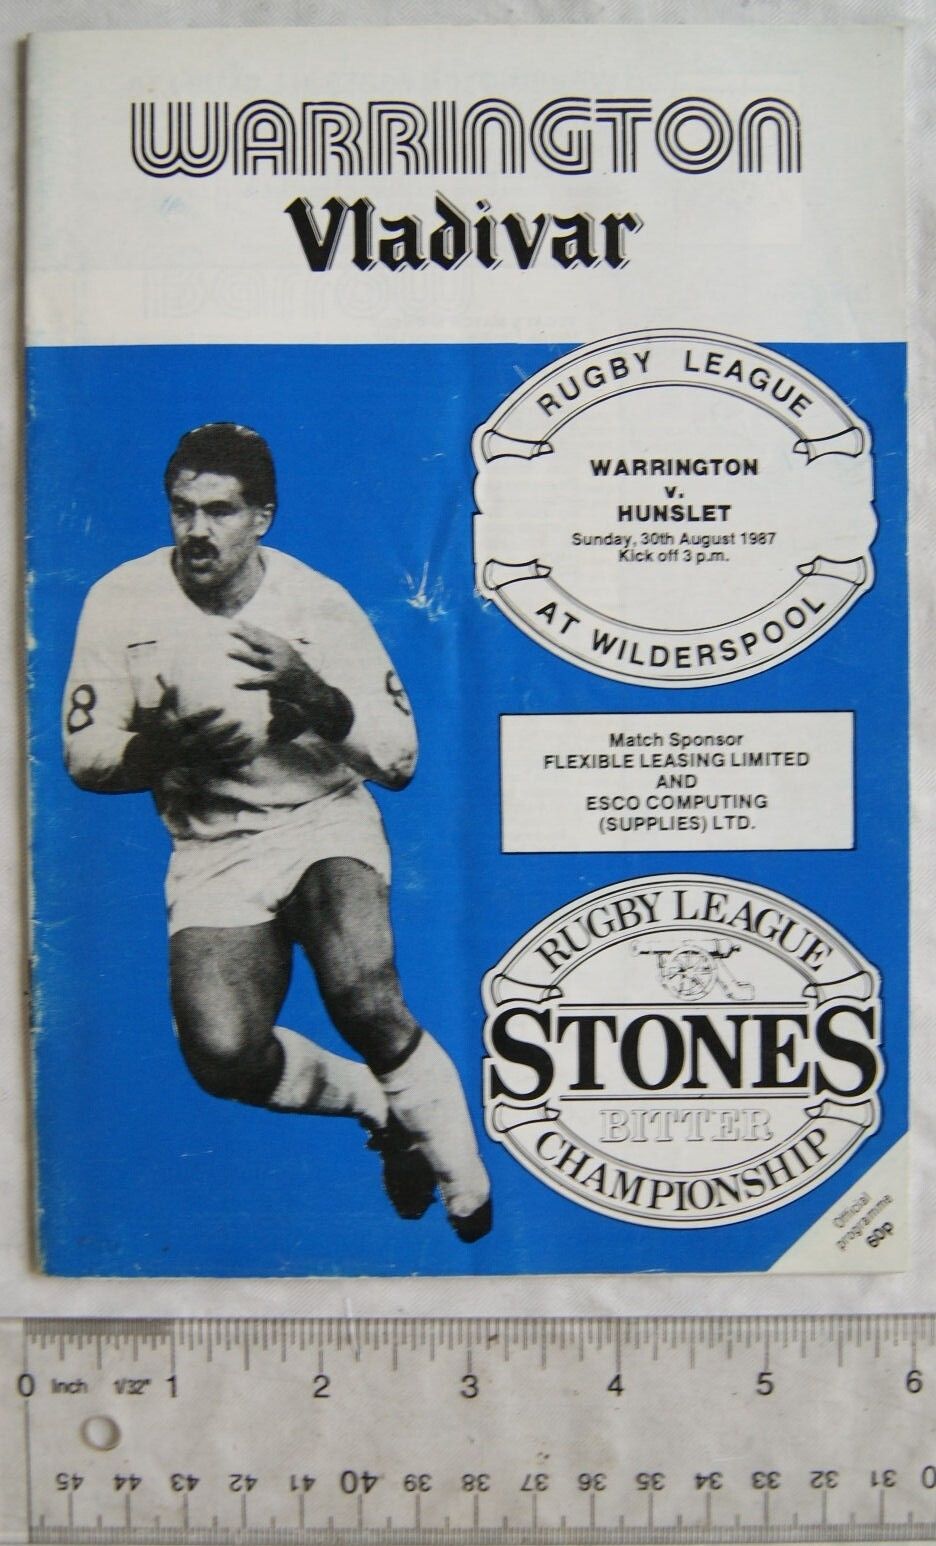 WARRINGTON
Vladivar
RUGBY LEAGUE
WARRINGTON
v.
HUNSLET
Sunday, 30th August 1987
Kick off 3 p.m.
AT WILDERSPOOL
8
8
Match Sponsor
FLEXIBLE LEASING LIMITED
AND
ESCO COMPUTING
(SUPPLIES) LTD.
RUGBY LEAGUE
STONES
BITTER
CHAMPIONSHIP
Official
programme
60p
0 Inch 1/32" 1 2 3 4 5 6
45 44 43 42 41 40 39 38 37 36 35 34 33 32 31